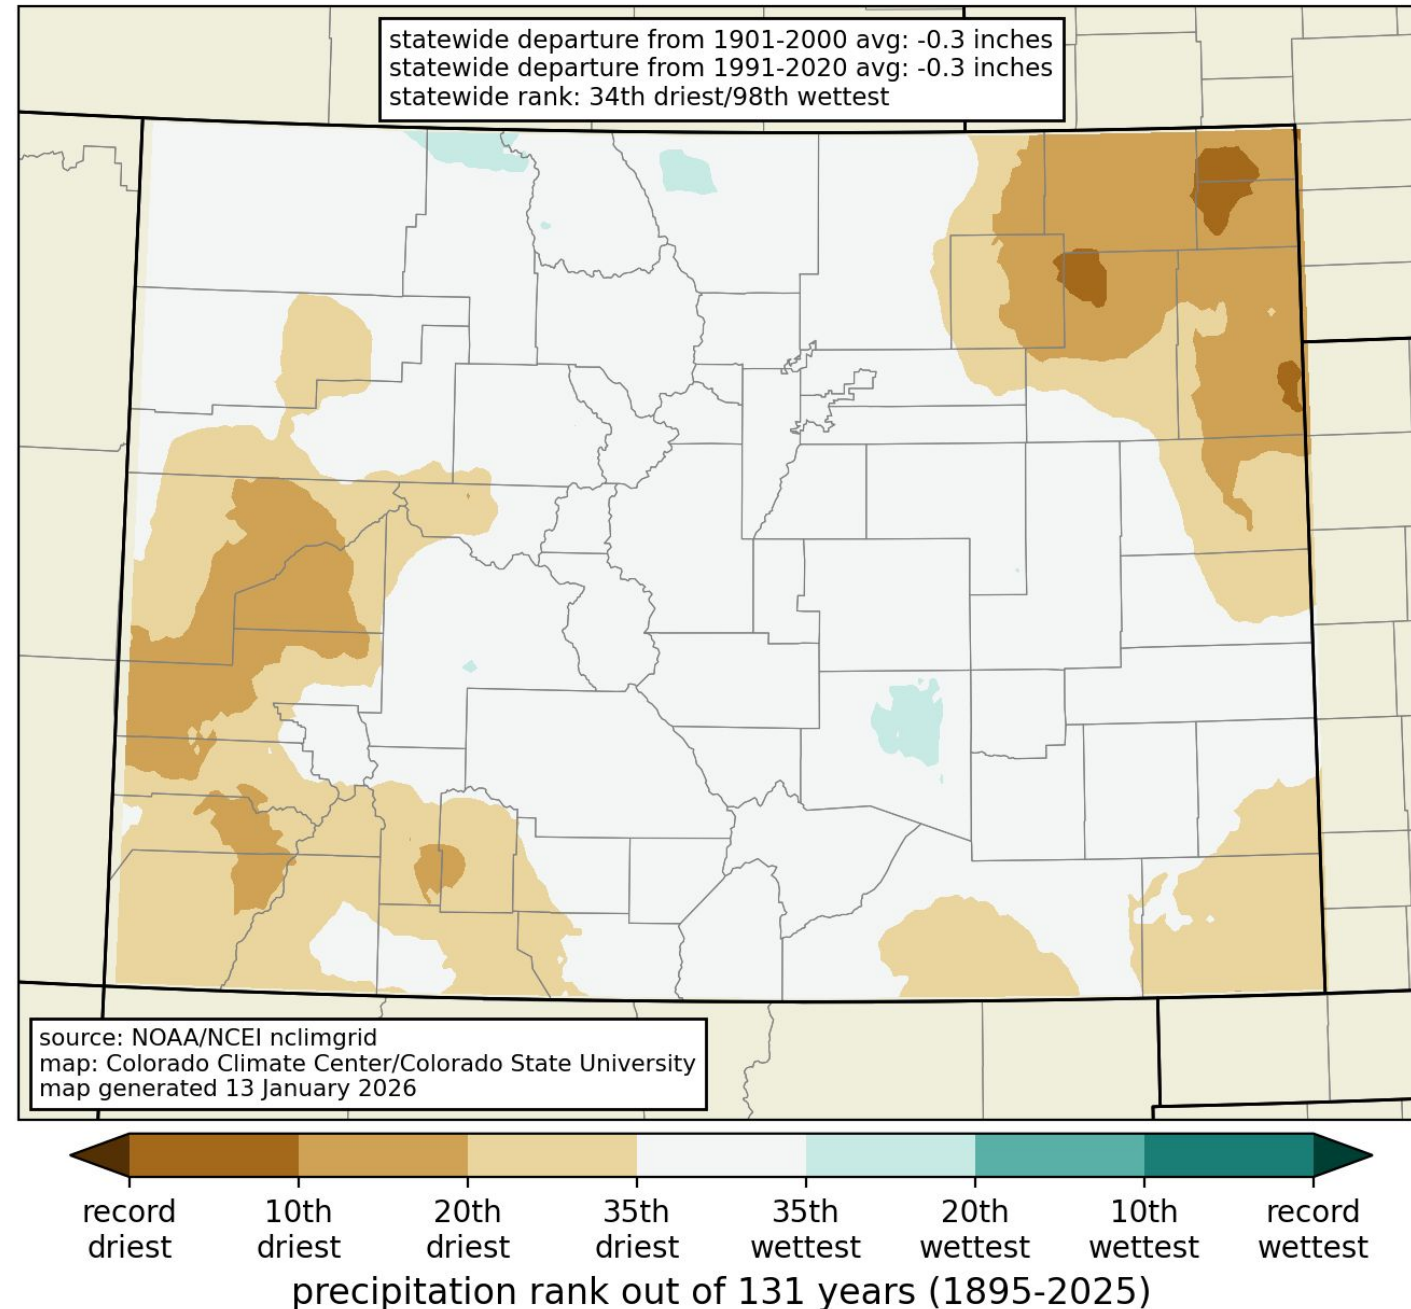 statewide departure from 1901-2000 avg: -0.3 inches
statewide departure from 1991-2020 avg: -0.3 inches
statewide rank: 34th driest/98th wettest
source: NOAA/NCEI nclimgrid
map: Colorado Climate Center/Colorado State University
map generated 13 January 2026
record driest
10th driest
20th driest
35th driest
35th wettest
20th wettest
10th wettest
record wettest
precipitation rank out of 131 years (1895-2025)